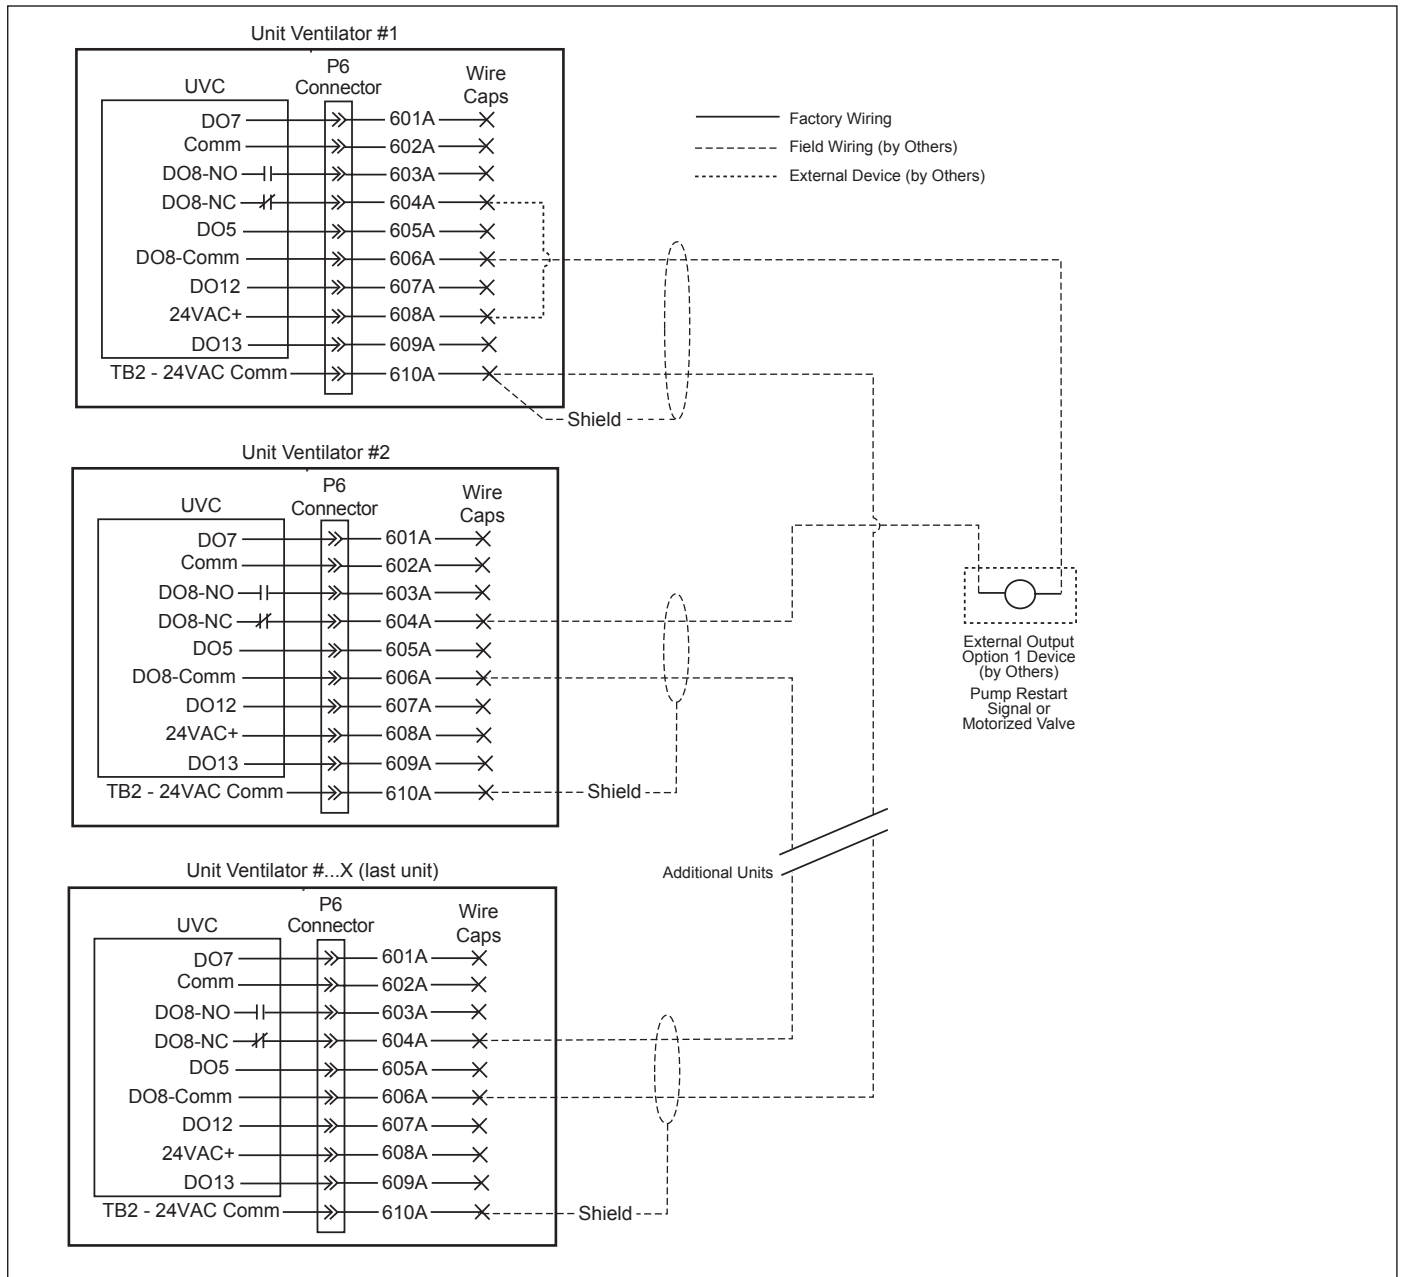 Unit Ventilator #1
P6
Connector
Wire
Caps
UVC
DO7
601A
Comm
602A
DO8-NO
603A
DO8-NC
604A
DO5
605A
DO8-Comm
606A
DO12
607A
24VAC+
608A
DO13
609A
TB2 - 24VAC Comm
610A
Shield
Factory Wiring
Field Wiring (by Others)
External Device (by Others)
Unit Ventilator #2
P6
Connector
Wire
Caps
UVC
DO7
601A
Comm
602A
DO8-NO
603A
DO8-NC
604A
DO5
605A
DO8-Comm
606A
DO12
607A
24VAC+
608A
DO13
609A
TB2 - 24VAC Comm
610A
Shield
External Output
Option 1 Device
(by Others)
Pump Restart
Signal or
Motorized Valve
Additional Units
Unit Ventilator #...X (last unit)
P6
Connector
Wire
Caps
UVC
DO7
601A
Comm
602A
DO8-NO
603A
DO8-NC
604A
DO5
605A
DO8-Comm
606A
DO12
607A
24VAC+
608A
DO13
609A
TB2 - 24VAC Comm
610A
Shield